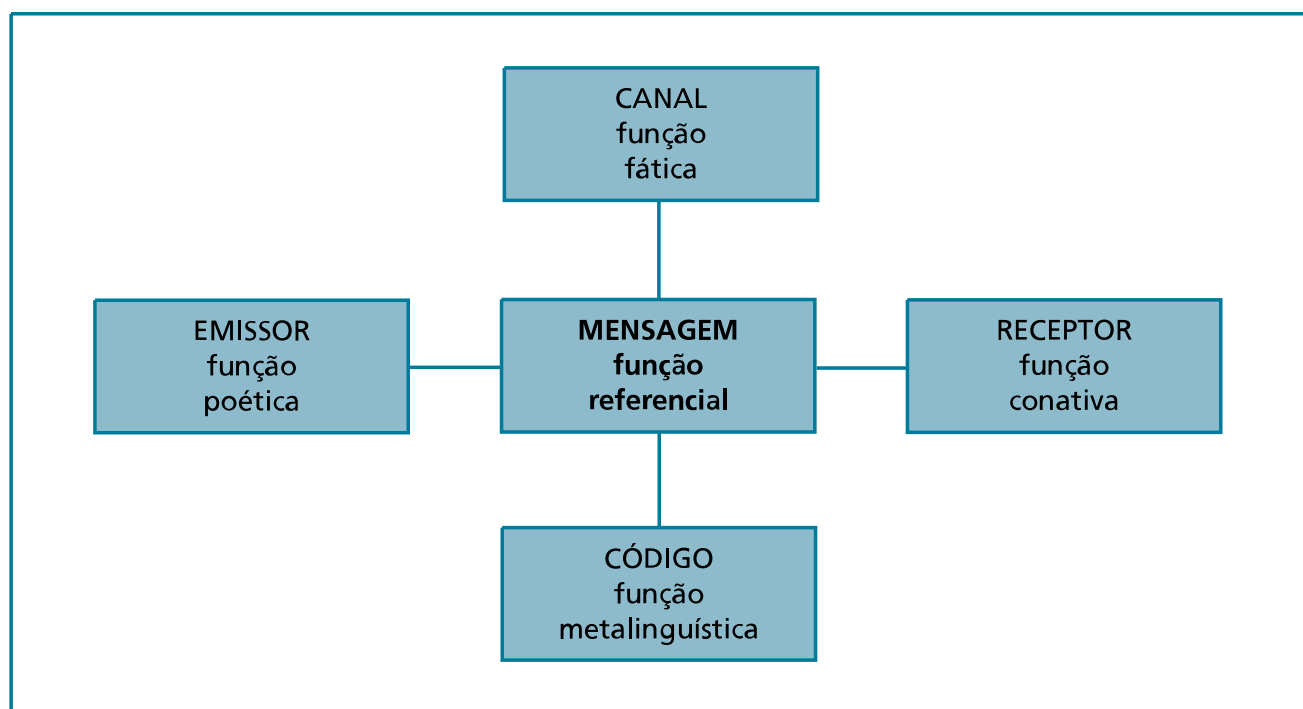 CANAL
função
fática
EMISSOR
função
poética
MENSAGEM
função
referencial
RECEPTOR
função
conativa
CÓDIGO
função
metalinguística